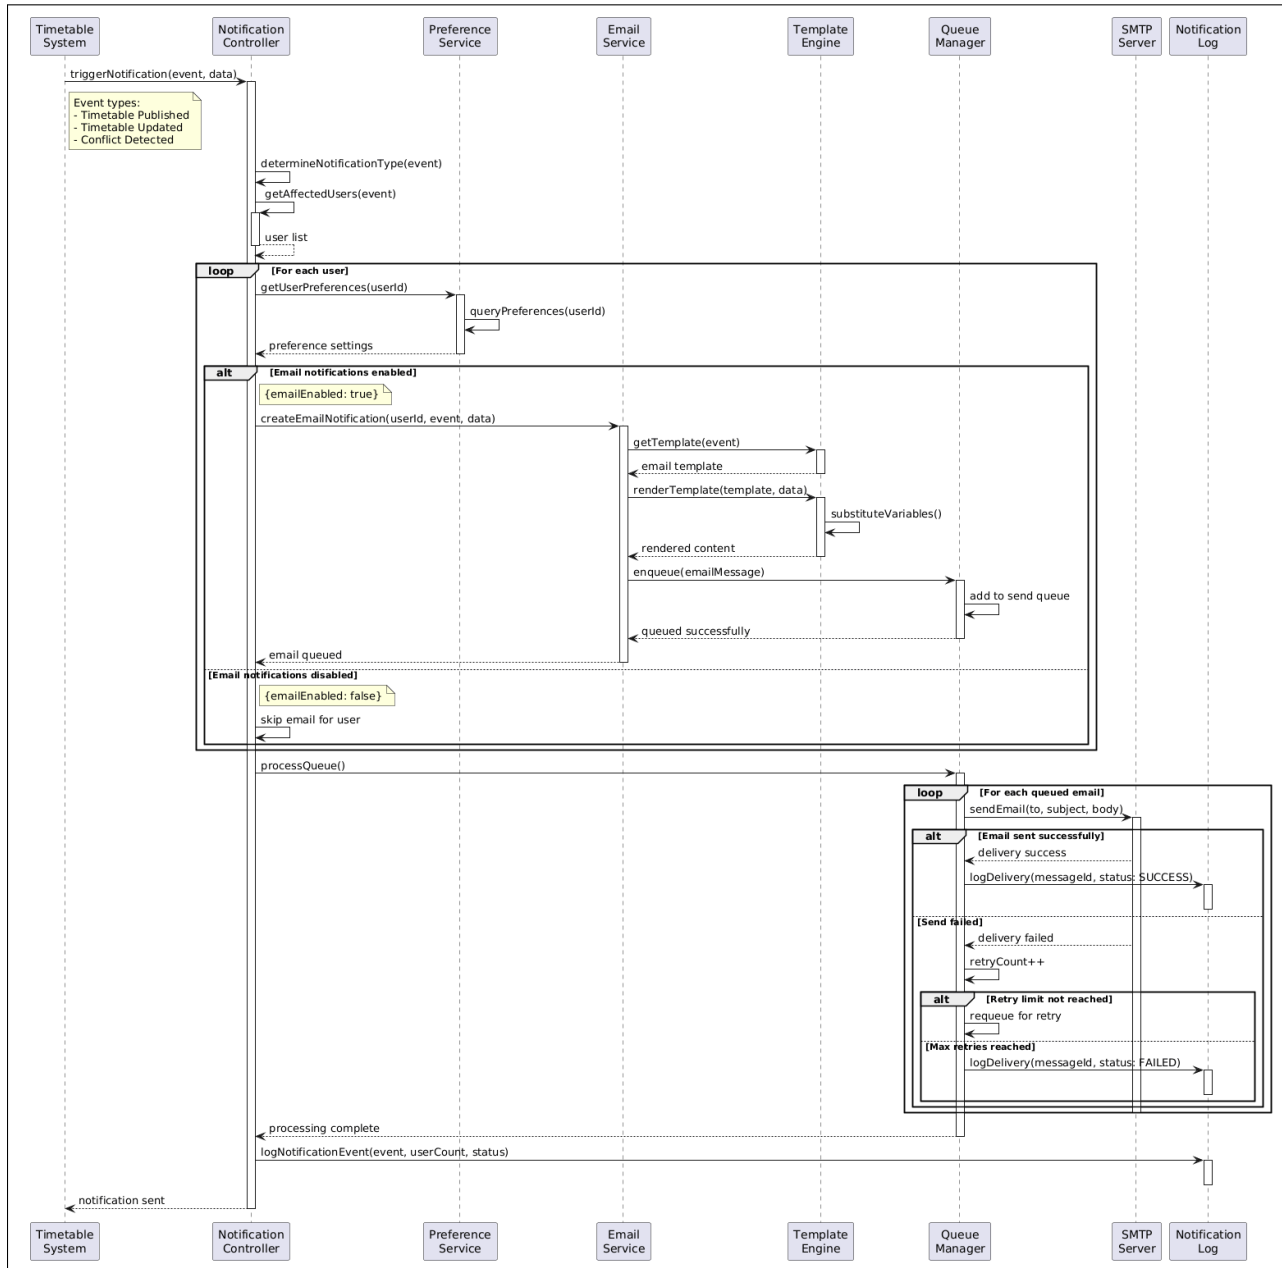 Timetable
System
Notification
Controller
Preference
Service
Email
Service
Template
Engine
Queue
Manager
SMTP
Server
Notification
Log
triggerNotification(event, data)
Event types:
- Timetable Published
- Timetable Updated
- Conflict Detected
determineNotificationType(event)
getAffectedUsers(event)
user list
loop [For each user]
getUserPreferences(userId)
queryPreferences(userId)
preference settings
alt [Email notifications enabled]
{emailEnabled: true}
createEmailNotification(userId, event, data)
getTemplate(event)
email template
renderTemplate(template, data)
substituteVariables()
rendered content
enqueue(emailMessage)
add to send queue
queued successfully
email queued
[Email notifications disabled]
{emailEnabled: false}
skip email for user
processQueue()
loop [For each queued email]
sendEmail(to, subject, body)
alt [Email sent successfully]
delivery success
logDelivery(messageId, status: SUCCESS)
[Send failed]
delivery failed
retryCount++
alt [Retry limit not reached]
requeue for retry
[Max retries reached]
logDelivery(messageId, status: FAILED)
processing complete
logNotificationEvent(event, userCount, status)
notification sent
Timetable
System
Notification
Controller
Preference
Service
Email
Service
Template
Engine
Queue
Manager
SMTP
Server
Notification
Log